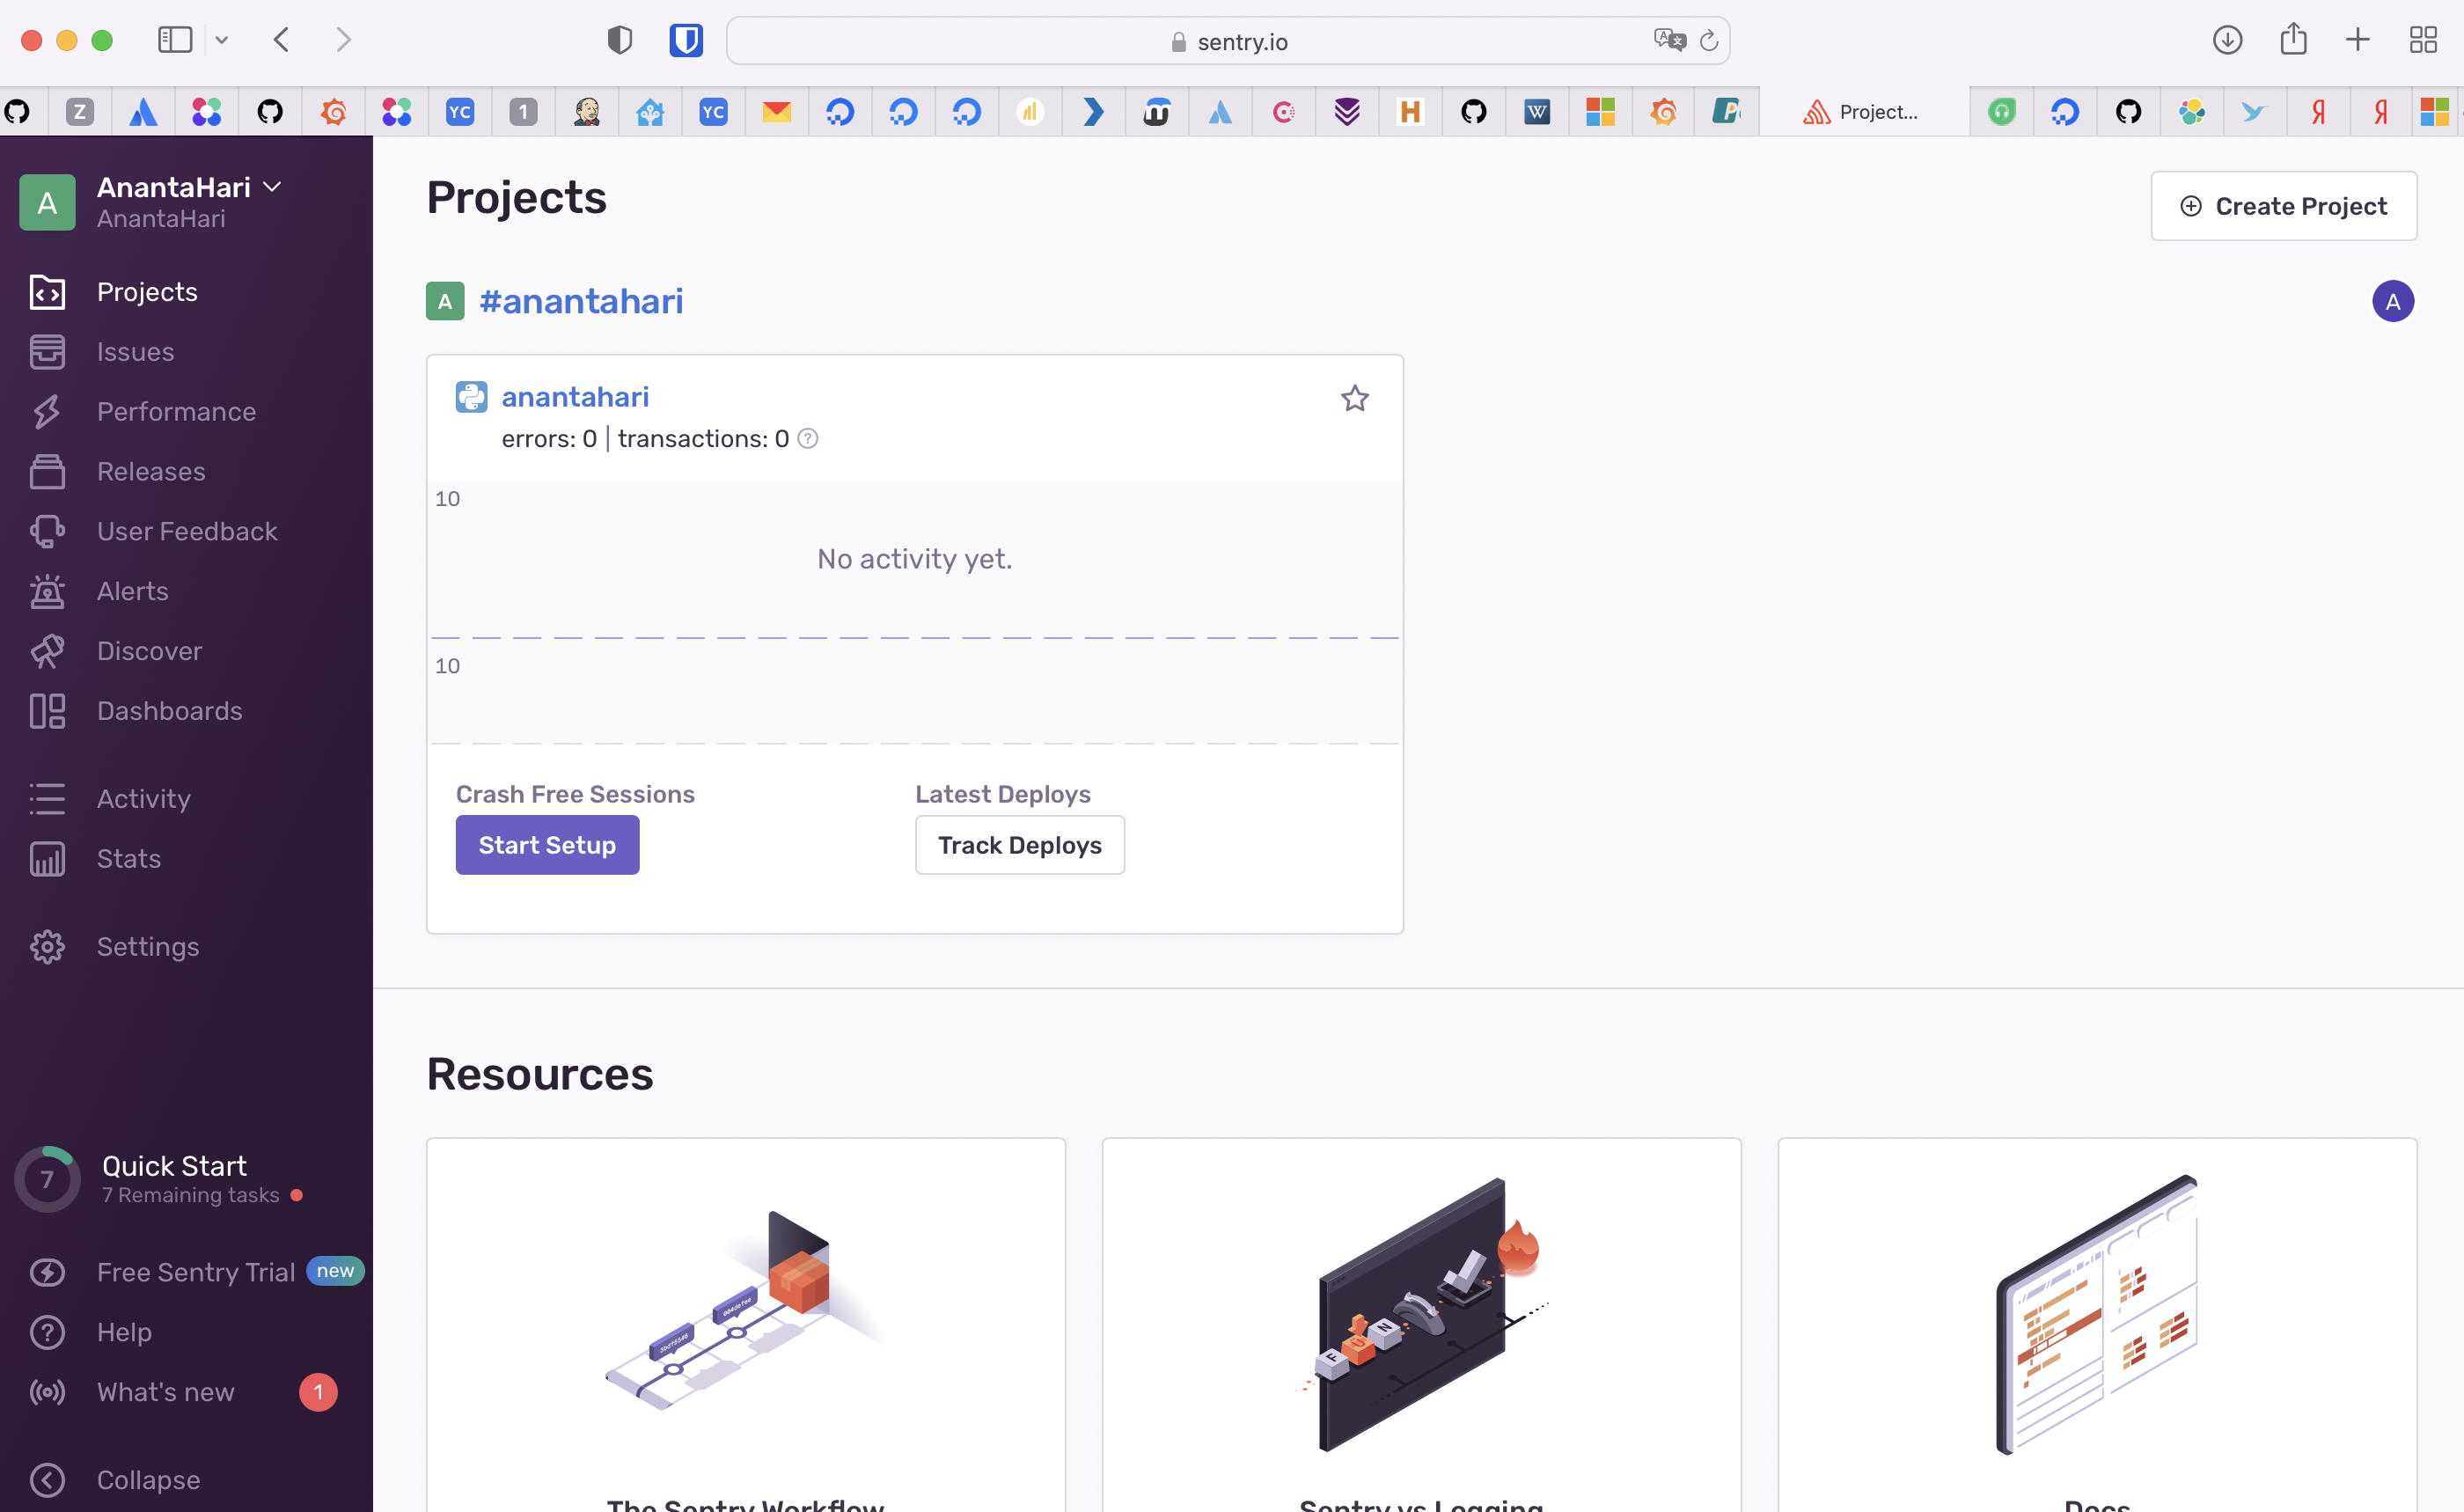 sentry.io
Z
YC
1
YC
H
W
P
Project...
Я
Я
A
AnantaHari
AnantaHari
Projects
Issues
Performance
Releases
User Feedback
Alerts
Discover
Dashboards
Activity
Stats
Settings
7
Quick Start
7 Remaining tasks
Free Sentry Trial
new
Help
What's new
1
Collapse
Projects
Create Project
A
#anantahari
A
anantahari
errors: 0 | transactions: 0
10
No activity yet.
10
Crash Free Sessions
Start Setup
Latest Deploys
Track Deploys
Resources
The Sentry Workflow
Sentry vs Logging
Docs